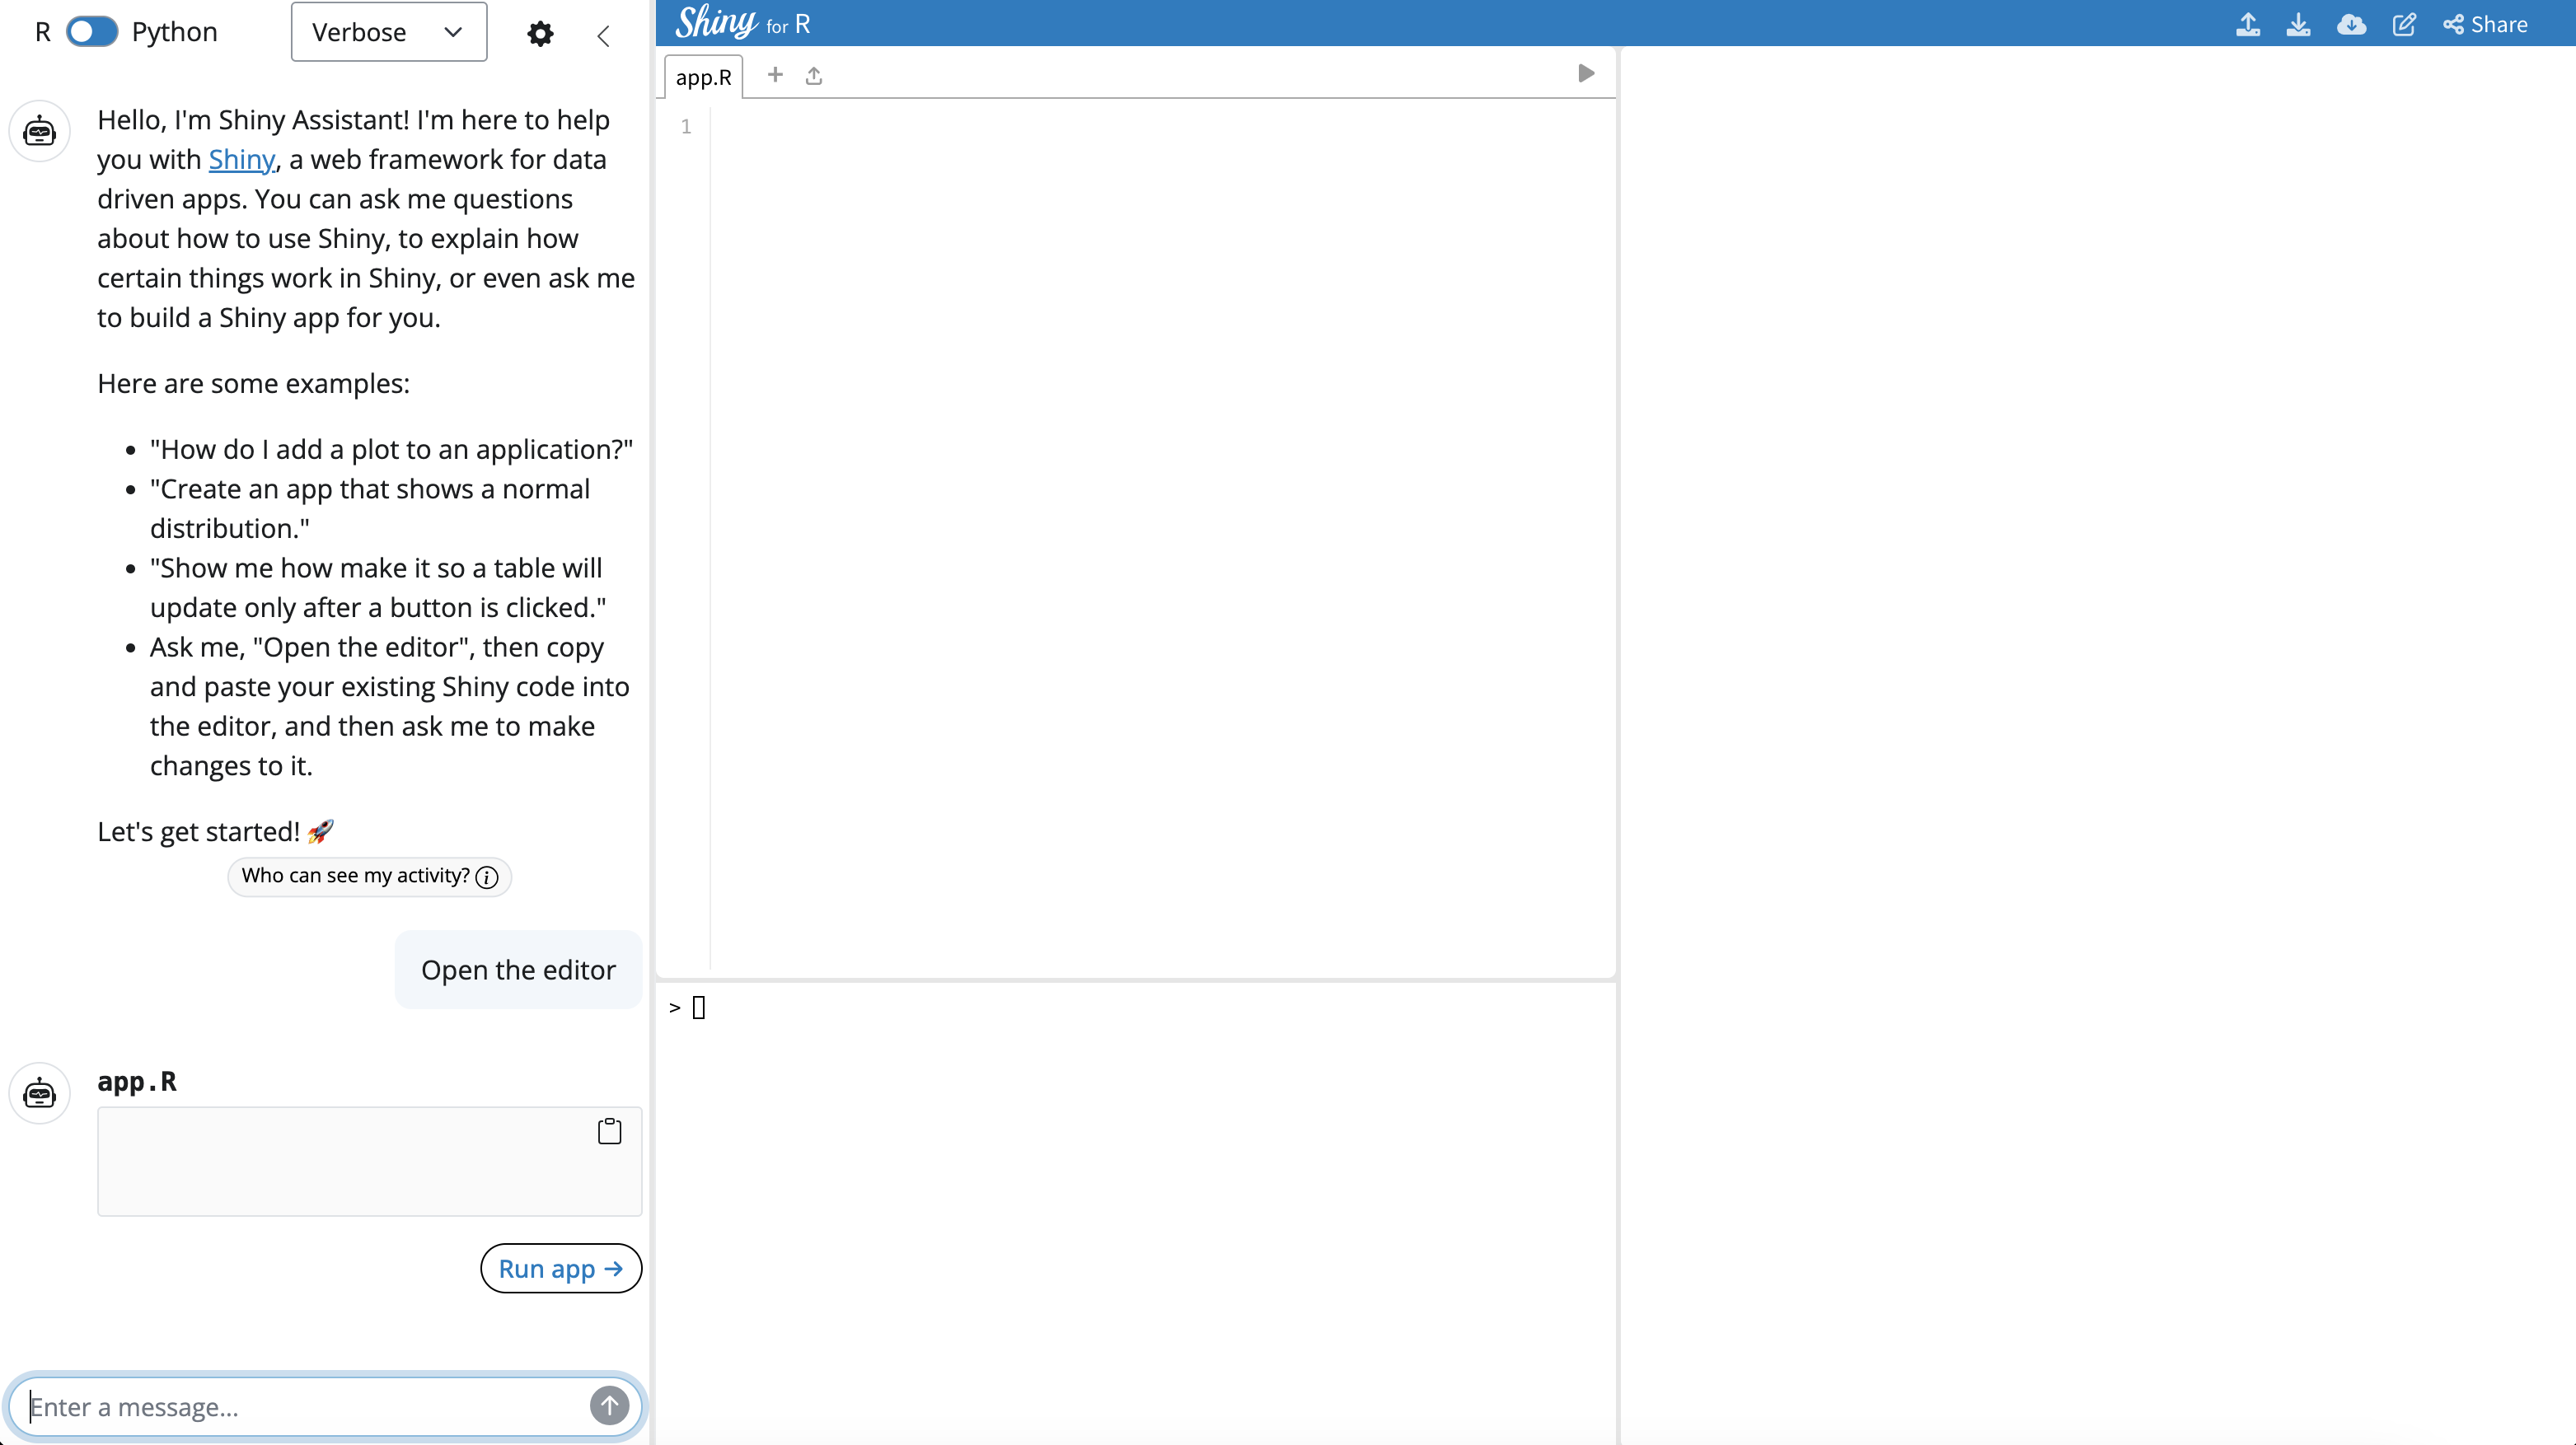 R Python Verbose
Hello, I'm Shiny Assistant! I'm here to help
you with Shiny, a web framework for data
driven apps. You can ask me questions
about how to use Shiny, to explain how
certain things work in Shiny, or even ask me
to build a Shiny app for you.
Here are some examples:
• "How do I add a plot to an application?"
• "Create an app that shows a normal
distribution."
• "Show me how make it so a table will
update only after a button is clicked."
• Ask me, "Open the editor", then copy
and paste your existing Shiny code into
the editor, and then ask me to make
changes to it.
Let's get started! 🚀
Who can see my activity?
Open the editor
app.R
Run app →
Enter a message...
Shiny for R
Share
app.R
1
>